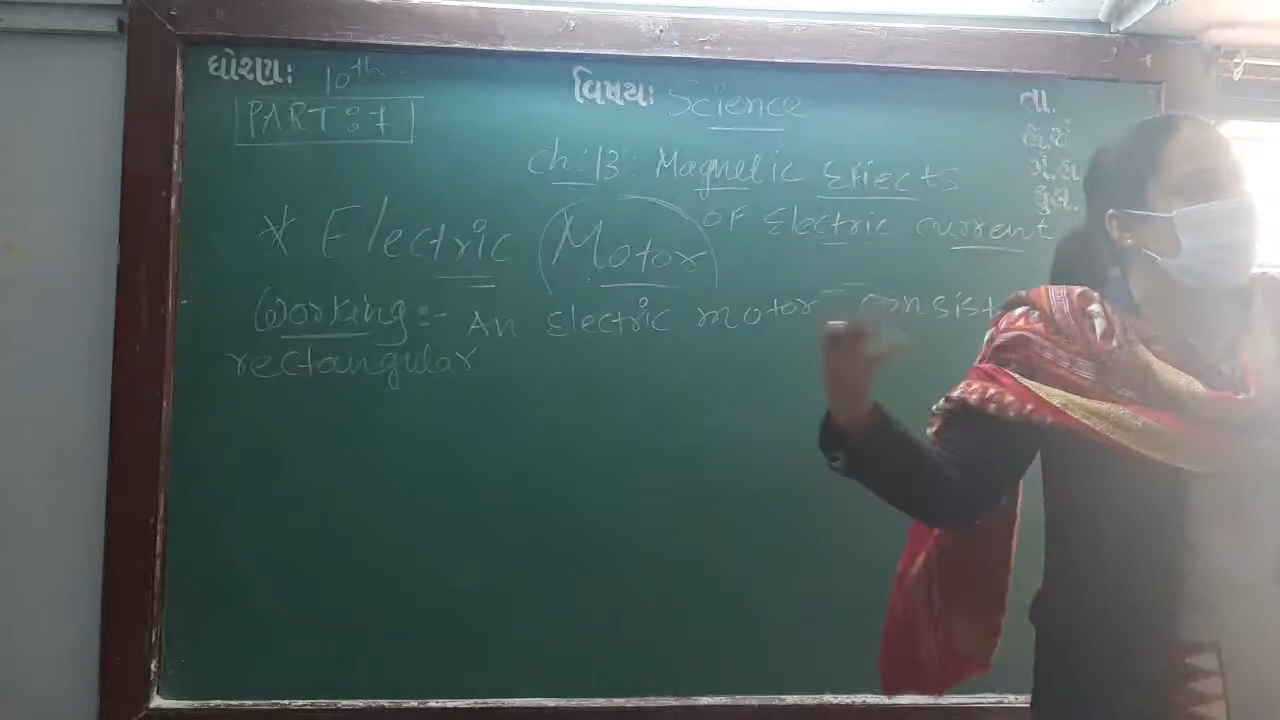 ધોરણ: 10th
PART : 7
વિષય: Science
તા.
Ch: 13: Magnetic Effects
of Electric current
* Electric Motor
Working:- An Electric motor consist
rectangular